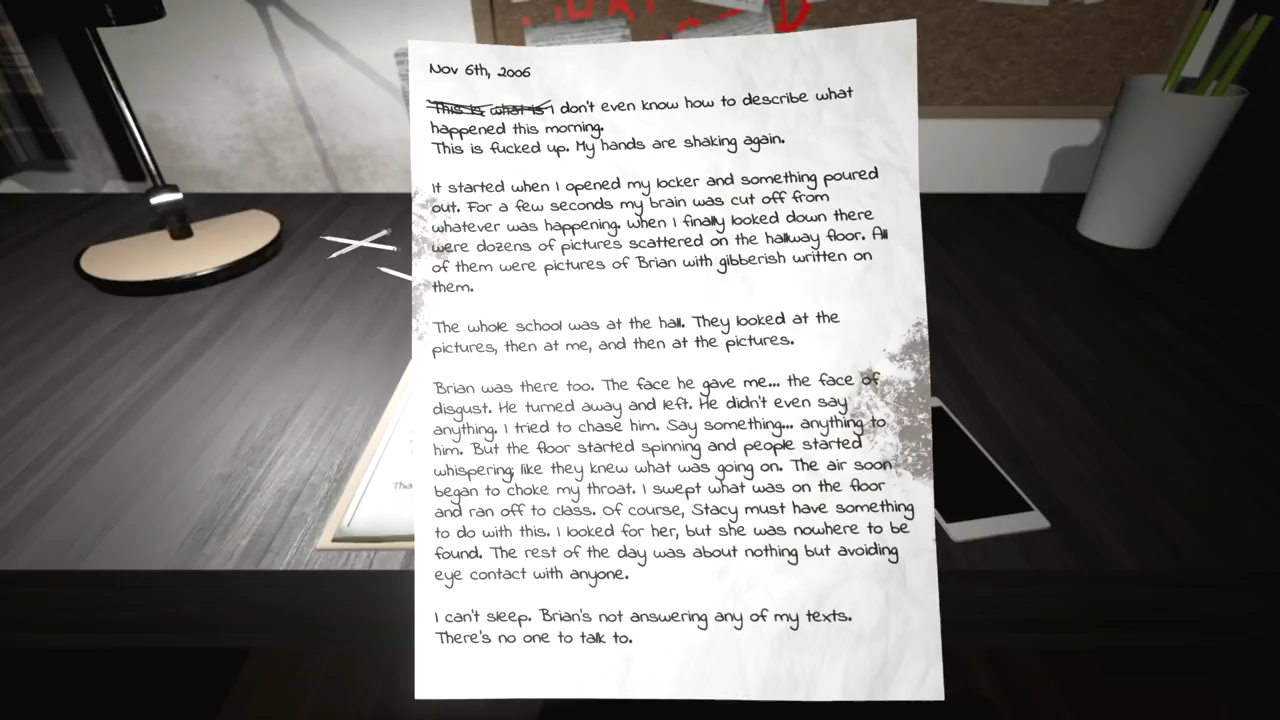 Nov 6th, 2006
This is what is I don't even know how to describe what
happened this morning.
This is fucked up. My hands are shaking again.
It started when I opened my locker and something poured
out. For a few seconds my brain was cut off from
whatever was happening. When I finally looked down there
were dozens of pictures scattered on the hallway floor. All
of them were pictures of Brian with gibberish written on
them.
The whole school was at the hall. They looked at the
pictures, then at me, and then at the pictures.
Brian was there too. The face he gave me... the face of
disgust. He turned away and left. He didn't even say
anything. I tried to chase him. Say something... anything to
him. But the floor started spinning and people started
whispering; like they knew what was going on. The air soon
began to choke my throat. I swept what was on the floor
and ran off to class. Of course, Stacy must have something
to do with this. I looked for her, but she was nowhere to be
found. The rest of the day was about nothing but avoiding
eye contact with anyone.
I can't sleep. Brian's not answering any of my texts.
There's no one to talk to.